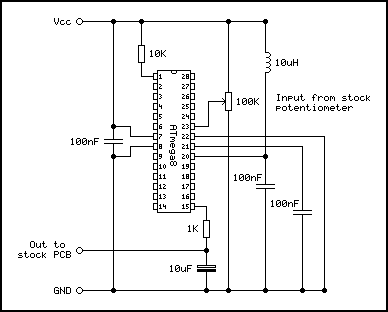 Vcc
10K
10uH
1 28
2 27
3 26
4 25
5 24
6 23
7 22
8 21
9 20
10 19
11 18
12 17
13 16
14 15
ATmega8
100K
Input from stock
potentiometer
100nF
100nF
100nF
1K
Out to
stock PCB
10uF
GND